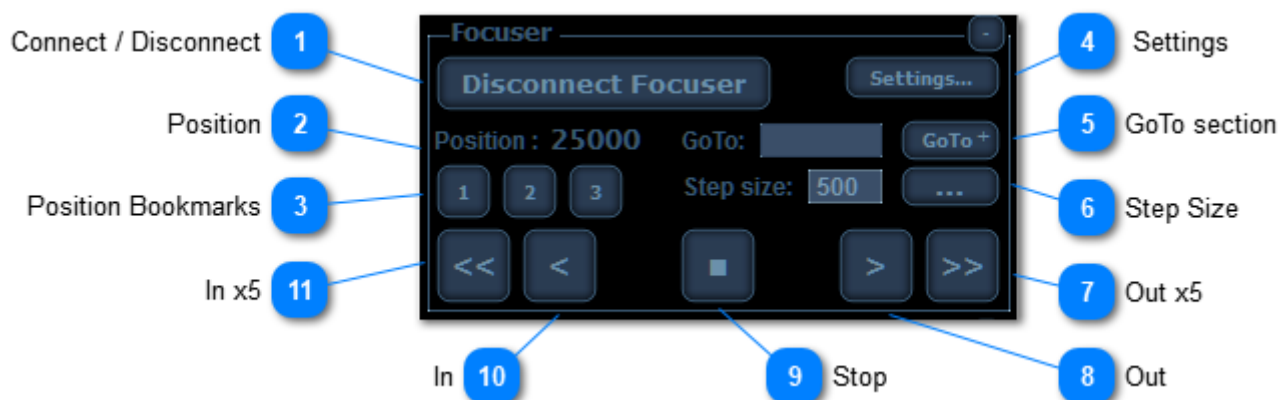 Connect / Disconnect 1
Focuser
-
4 Settings
Disconnect Focuser
Settings...
Position 2
Position : 25000
GoTo:
GoTo +
5 GoTo section
Position Bookmarks 3
1 2 3
Step size: 500
...
6 Step Size
In x5 11
<< < ■ > >>
7 Out x5
In 10
9 Stop
8 Out